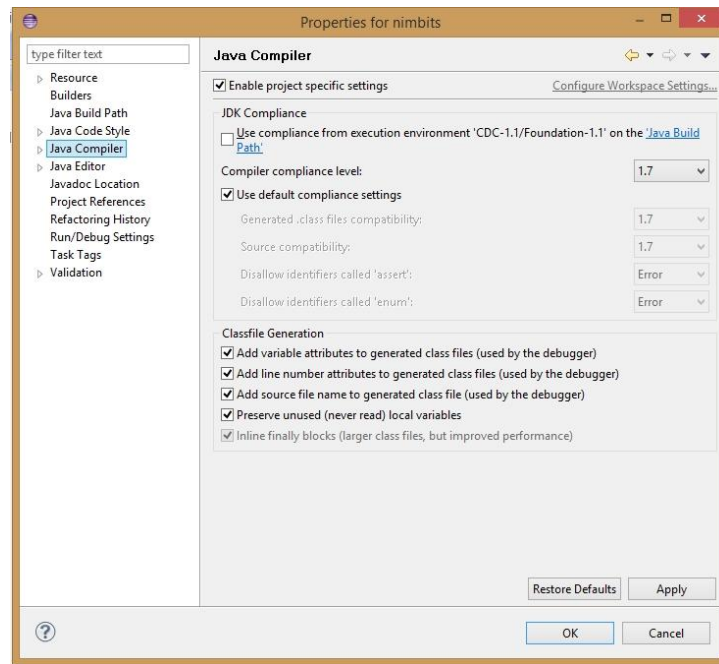 Properties for nimbits
type filter text
Resource
Builders
Java Build Path
Java Code Style
Java Compiler
Java Editor
Javadoc Location
Project References
Refactoring History
Run/Debug Settings
Task Tags
Validation
Java Compiler
Enable project specific settings
Configure Workspace Settings...
JDK Compliance
Use compliance from execution environment 'CDC-1.1/Foundation-1.1' on the 'Java Build
Path'
Compiler compliance level: 1.7
Use default compliance settings
Generated .class files compatibility: 1.7
Source compatibility: 1.7
Disallow identifiers called 'assert': Error
Disallow identifiers called 'enum': Error
Classfile Generation
Add variable attributes to generated class files (used by the debugger)
Add line number attributes to generated class files (used by the debugger)
Add source file name to generated class file (used by the debugger)
Preserve unused (never read) local variables
Inline finally blocks (larger class files, but improved performance)
Restore Defaults Apply
OK Cancel